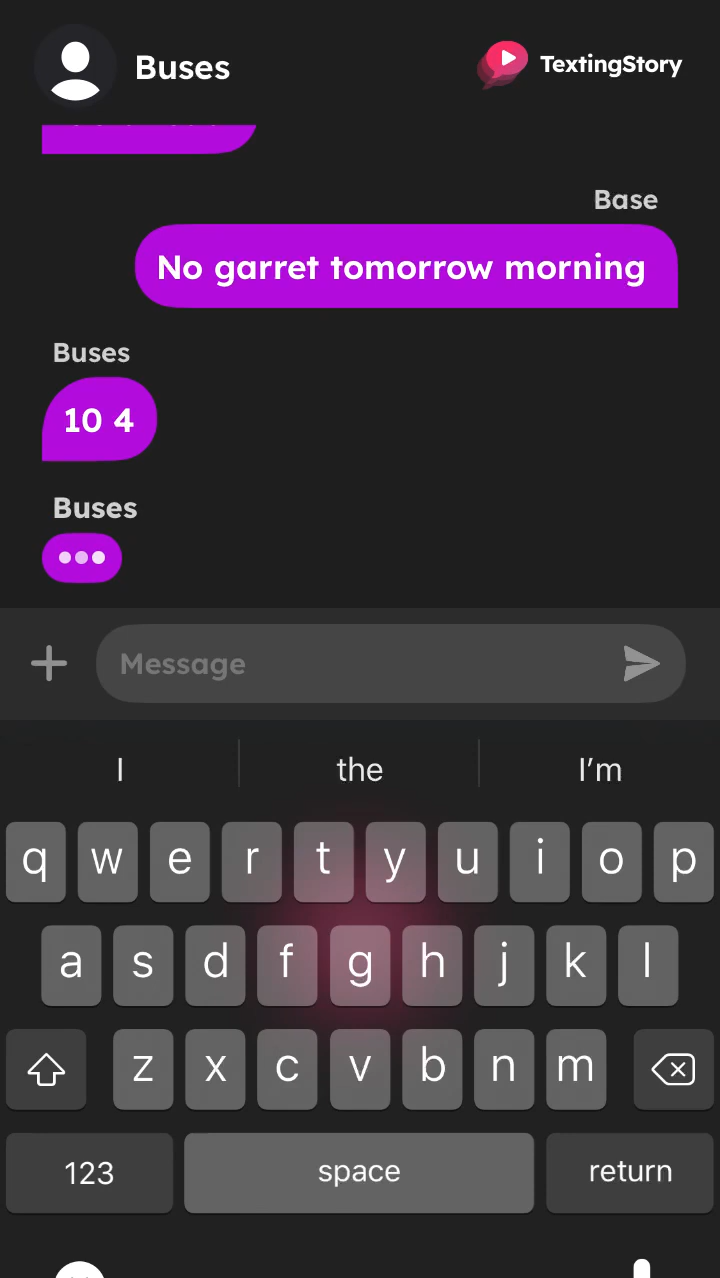 Buses
TextingStory
Base
No garret tomorrow morning
Buses
10 4
Buses
Message
I
the
I'm
q w e r t y u i o p
a s d f g h j k l
z x c v b n m
123
space
return